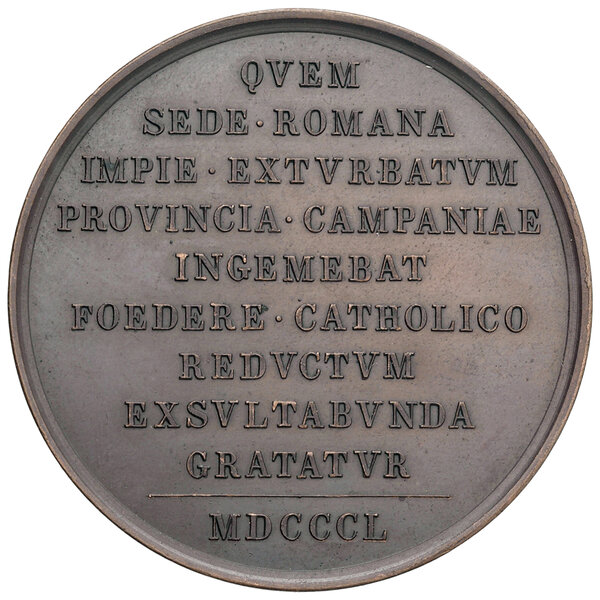 QVEM
SEDE · ROMANA
IMPIE · EXTVRBATVM
PROVINCIA · CAMPANIAE
INGEMEBAT
FOEDERE · CATHOLICO
REDVCTVM
EXSVLTABVNDA
GRATATVR
MDCCCL